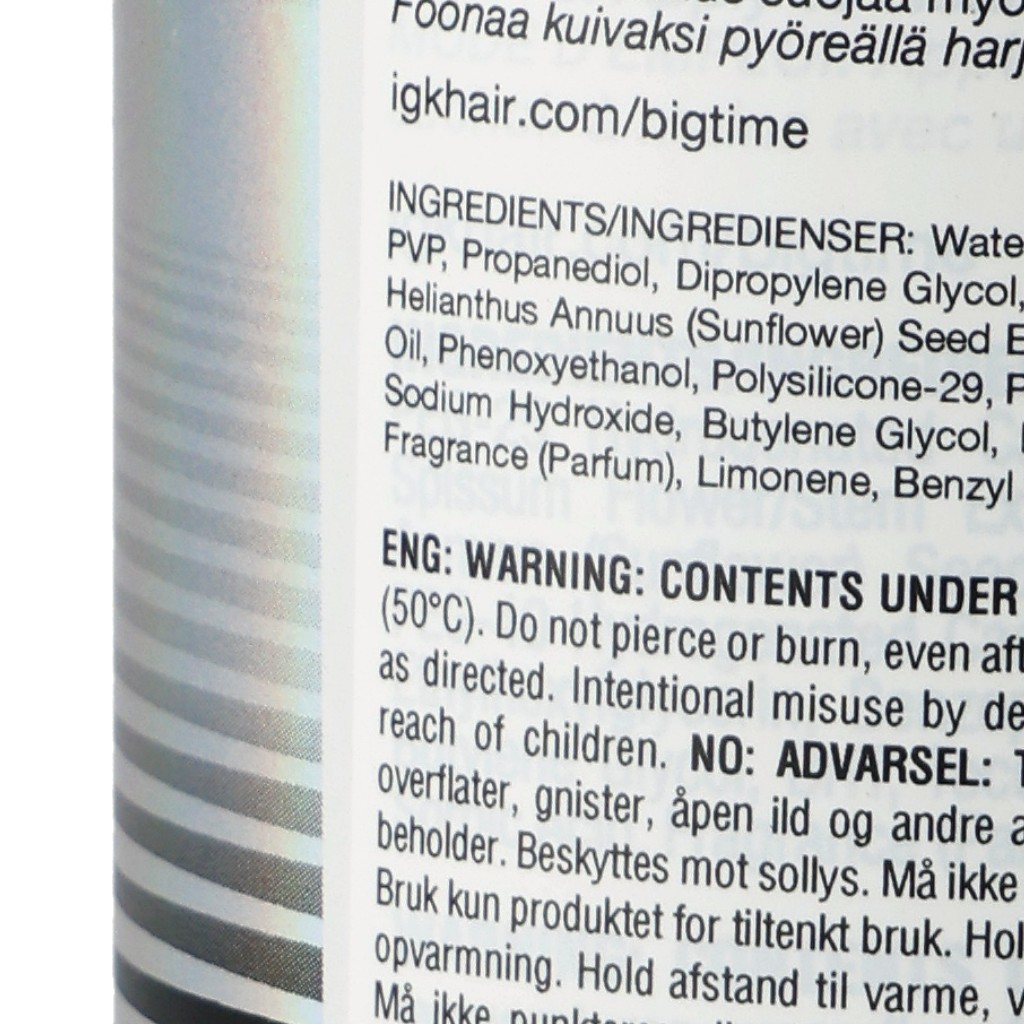 Foonaa kuivaksi pyöreällä harj
igkhair.com/bigtime
INGREDIENTS/INGREDIENSER: Wate
PVP, Propanediol, Dipropylene Glycol,
Helianthus Annuus (Sunflower) Seed E
Oil, Phenoxyethanol, Polysilicone-29, P
Sodium Hydroxide, Butylene Glycol,
Fragrance (Parfum), Limonene, Benzyl
ENG: WARNING: CONTENTS UNDER
(50°C). Do not pierce or burn, even aft
as directed. Intentional misuse by de
reach of children. NO: ADVARSEL: T
overflater, gnister, åpen ild og andre a
beholder. Beskyttes mot sollys. Må ikke
Bruk kun produktet for tiltenkt bruk. Hol
opvarmning. Hold afstand til varme, v
Må ikke